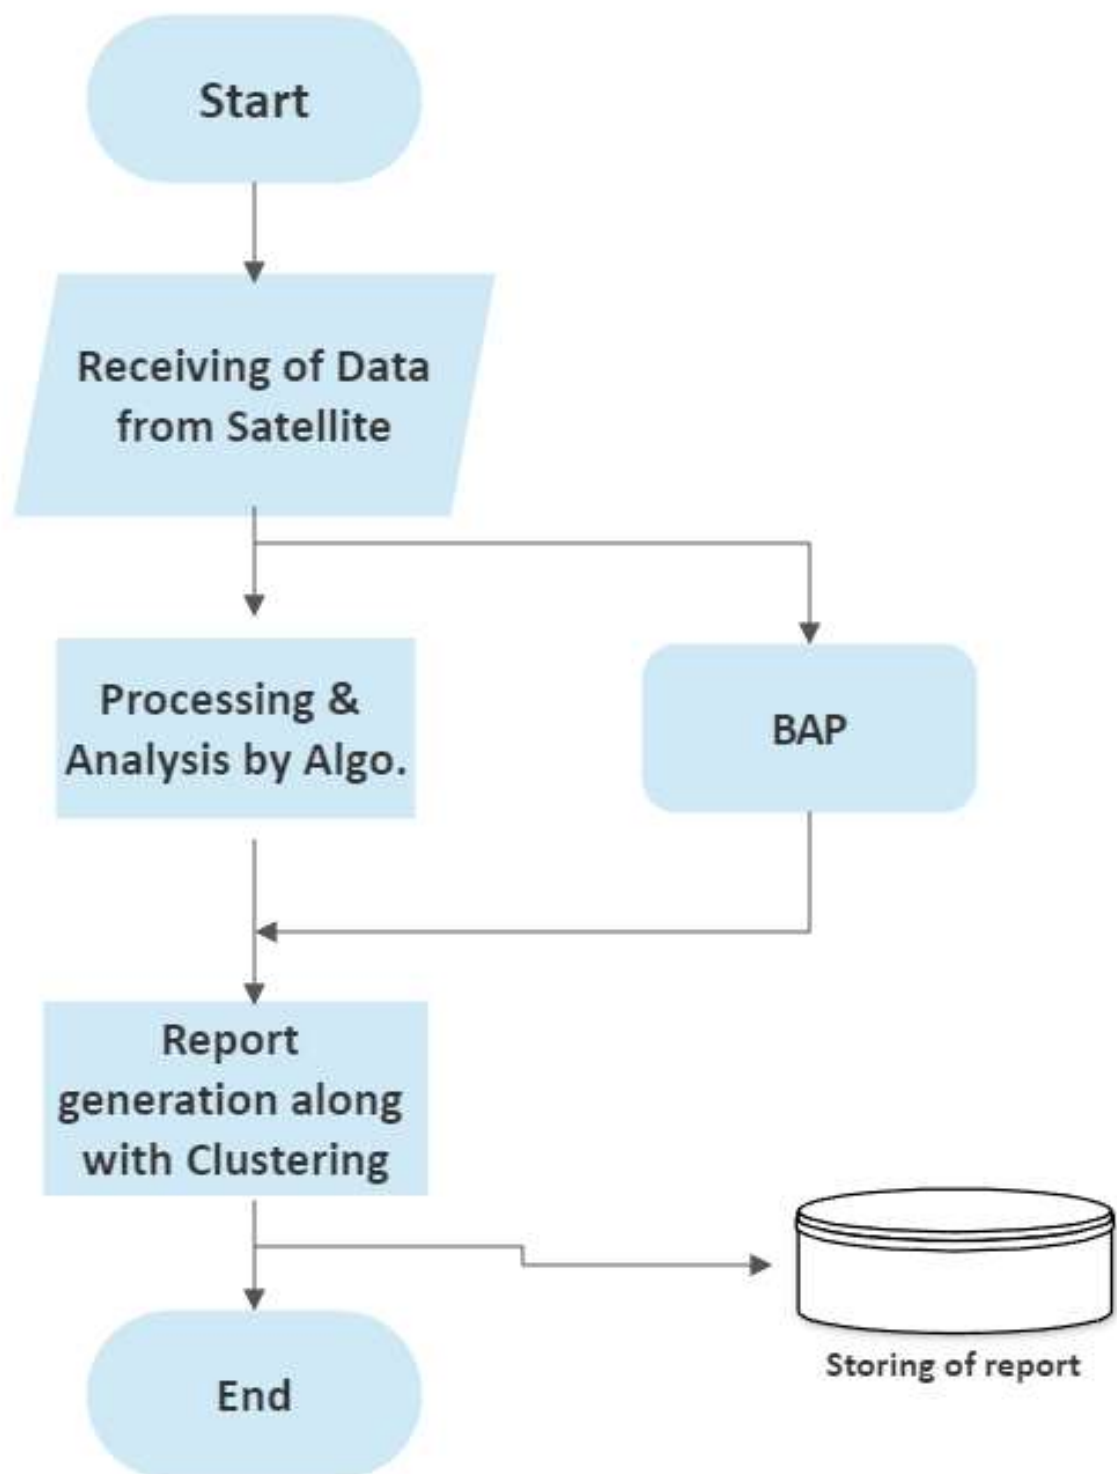 Start
Receiving of Data
from Satellite
Processing &
Analysis by Algo.
BAP
Report
generation along
with Clustering
Storing of report
End